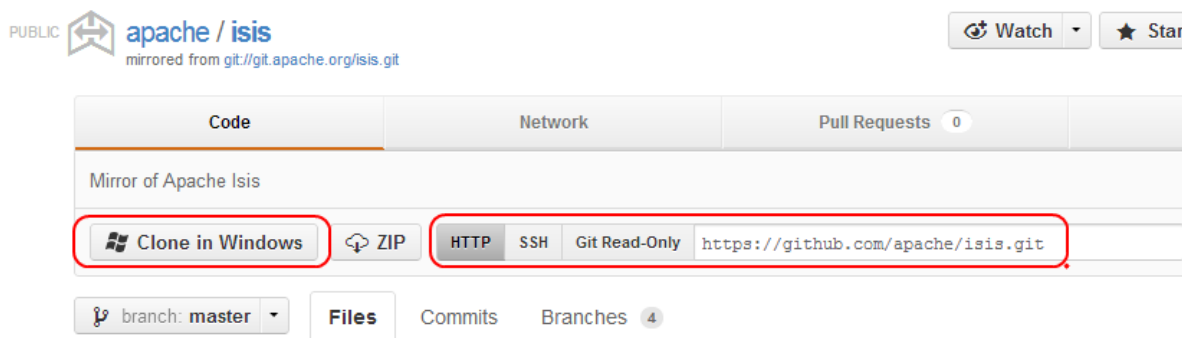 PUBLIC apache / isis Watch
mirrored from git://git.apache.org/isis.git
Code Network Pull Requests 0
Mirror of Apache Isis
Clone in Windows ZIP HTTP SSH Git Read-Only https://github.com/apache/isis.git
branch: master Files Commits Branches 4